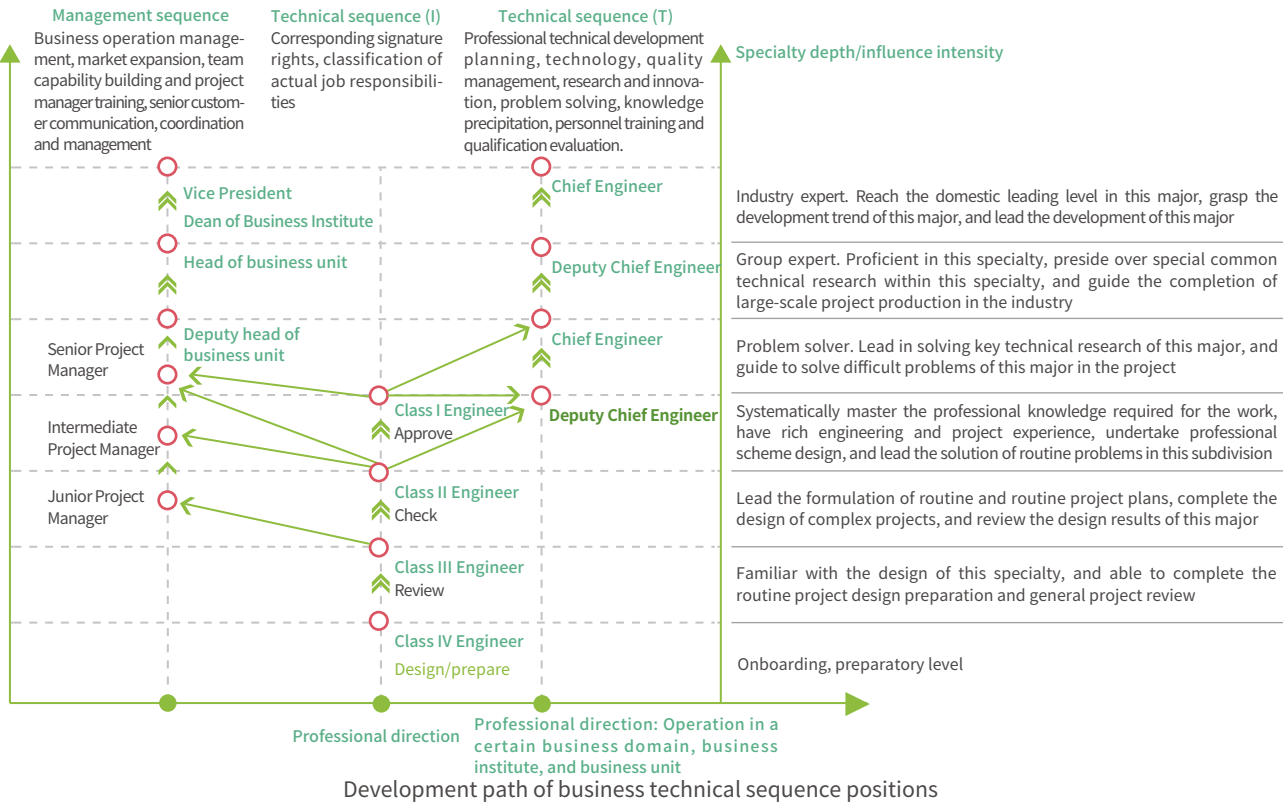 Management sequence
Business operation manage-
ment, market expansion, team
capability building and project
manager training, senior custom-
er communication, coordination
and management
Technical sequence (I)
Corresponding signature
rights, classification of
actual job responsibili-
ties
Technical sequence (T)
Professional technical development
planning, technology, quality
management, research and innova-
tion, problem solving, knowledge
precipitation, personnel training and
qualification evaluation.
Specialty depth/influence intensity
Vice President
Dean of Business Institute
Head of business unit
Deputy head of
business unit
Senior Project
Manager
Intermediate
Project Manager
Junior Project
Manager
Class I Engineer
Approve
Class II Engineer
Check
Class III Engineer
Review
Class IV Engineer
Design/prepare
Chief Engineer
Deputy Chief Engineer
Chief Engineer
Deputy Chief Engineer
Industry expert. Reach the domestic leading level in this major, grasp the
development trend of this major, and lead the development of this major
Group expert. Proficient in this specialty, preside over special common
technical research within this specialty, and guide the completion of
large-scale project production in the industry
Problem solver. Lead in solving key technical research of this major, and
guide to solve difficult problems of this major in the project
Systematically master the professional knowledge required for the work,
have rich engineering and project experience, undertake professional
scheme design, and lead the solution of routine problems in this subdivision
Lead the formulation of routine and routine project plans, complete the
design of complex projects, and review the design results of this major
Familiar with the design of this specialty, and able to complete the
routine project design preparation and general project review
Onboarding, preparatory level
Professional direction
Professional direction: Operation in a
certain business domain, business
institute, and business unit
Development path of business technical sequence positions